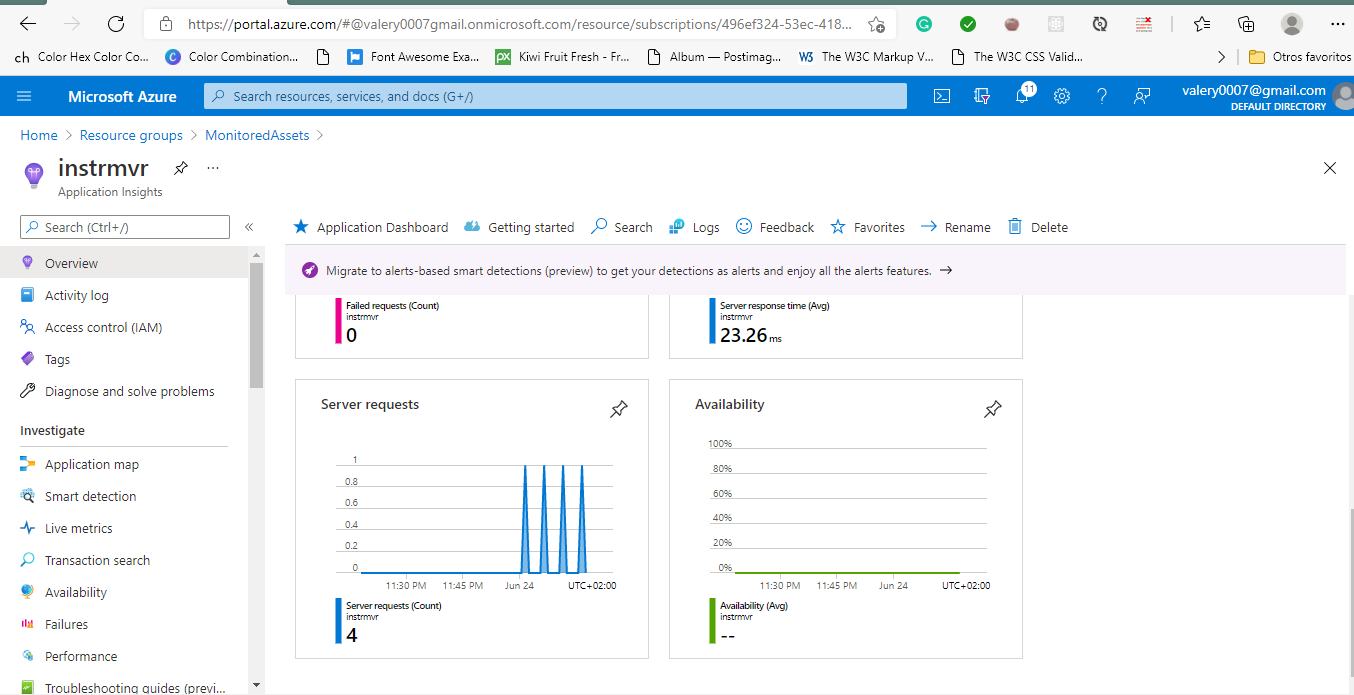 https://portal.azure.com/#@valery0007gmail.onmicrosoft.com/resource/subscriptions/496ef324-53ec-418...
ch Color Hex Color Co... C Color Combination... Font Awesome Exa... px Kiwi Fruit Fresh - Fr... Album — Postimag... W3 The W3C Markup V... The W3C CSS Valid... Otros favoritos
Microsoft Azure
Search resources, services, and docs (G+/)
11
valery0007@gmail.com
DEFAULT DIRECTORY
Home > Resource groups > MonitoredAssets >
instrmvr ...
Application Insights
Search (Ctrl+/) «
Application Dashboard Getting started Search Logs Feedback Favorites Rename Delete
Migrate to alerts-based smart detections (preview) to get your detections as alerts and enjoy all the alerts features. →
Overview
Activity log
Access control (IAM)
Tags
Diagnose and solve problems
Investigate
Application map
Smart detection
Live metrics
Transaction search
Availability
Failures
Performance
Troubleshooting guides (previ...
Failed requests (Count)
instrmvr
0
Server response time (Avg)
instrmvr
23.26 ms
Server requests
1
0.8
0.6
0.4
0.2
0
11:30 PM 11:45 PM Jun 24 UTC+02:00
Server requests (Count)
instrmvr
4
Availability
100%
80%
60%
40%
20%
0%
11:30 PM 11:45 PM Jun 24 UTC+02:00
Availability (Avg)
instrmvr
--